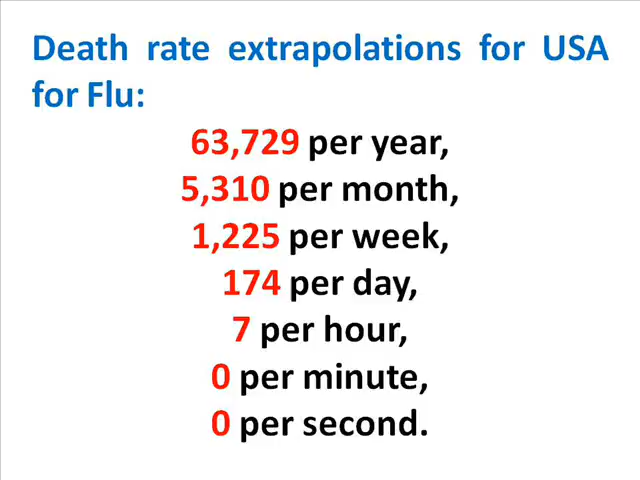 Death rate extrapolations for USA
for Flu:
63,729 per year,
5,310 per month,
1,225 per week,
174 per day,
7 per hour,
0 per minute,
0 per second.